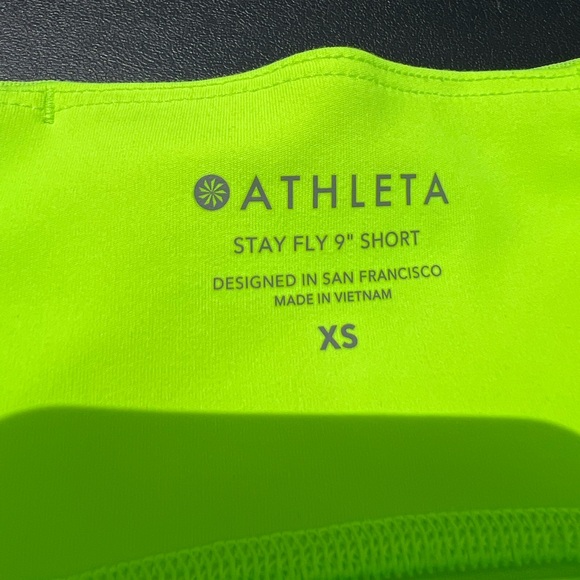 ATHLETA
STAY FLY 9" SHORT
DESIGNED IN SAN FRANCISCO
MADE IN VIETNAM
XS